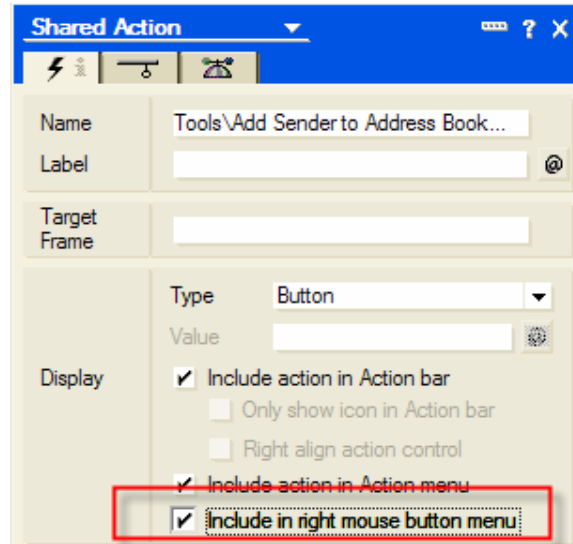 Shared Action
? X
i
Name Tools\Add Sender to Address Book...
Label @
Target
Frame
Type Button
Value @
Display Include action in Action bar
Only show icon in Action bar
Right align action control
Include action in Action menu
Include in right mouse button menu